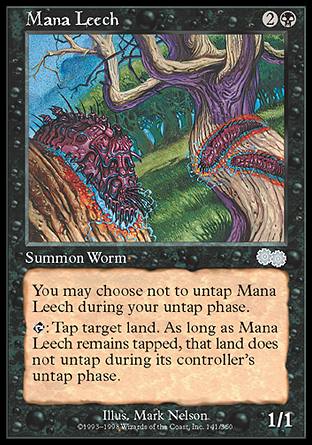 Mana Leech 2
Summon Worm
You may choose not to untap Mana
Leech during your untap phase.
: Tap target land. As long as Mana
Leech remains tapped, that land does
not untap during its controller's
untap phase.
Illus. Mark Nelson
©1993-1998 Wizards of the Coast, Inc. 141/350
1/1